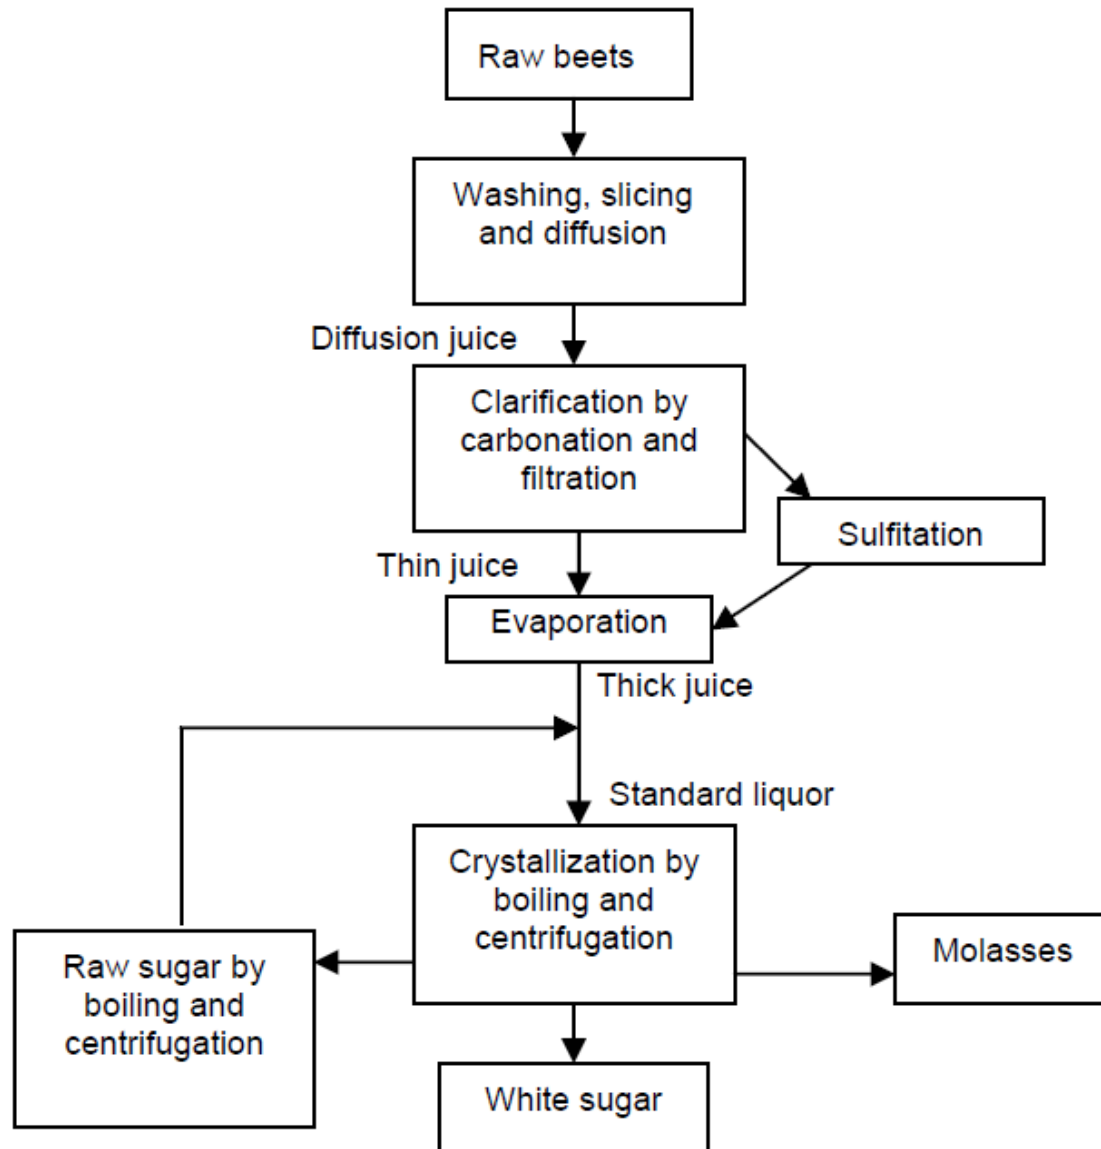 Raw beets
Washing, slicing
and diffusion
Diffusion juice
Clarification by
carbonation and
filtration
Sulfitation
Thin juice
Evaporation
Thick juice
Standard liquor
Crystallization by
boiling and
centrifugation
Molasses
Raw sugar by
boiling and
centrifugation
White sugar